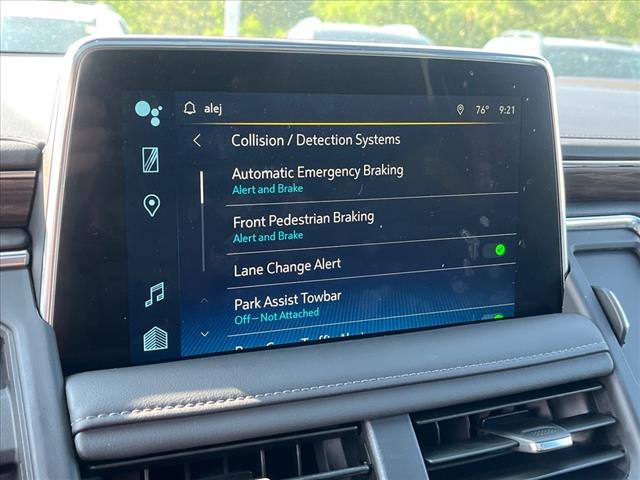 alej
76° 9:21
Collision / Detection Systems
Automatic Emergency Braking
Alert and Brake
Front Pedestrian Braking
Alert and Brake
Lane Change Alert
Park Assist Towbar
Off – Not Attached